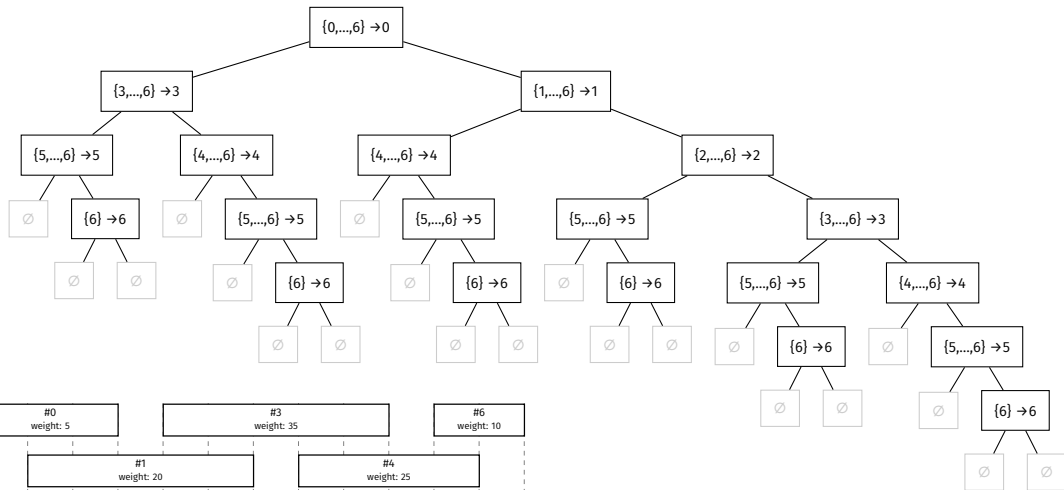 {0,...,6} →0
{3,...,6} →3 {1,...,6} →1
{5,...,6} →5 {4,...,6} →4 {4,...,6} →4 {2,...,6} →2
∅ {6} →6 ∅ {5,...,6} →5 ∅ {5,...,6} →5 {5,...,6} →5 {3,...,6} →3
∅ ∅ ∅ {6} →6 ∅ {6} →6 ∅ {6} →6 {5,...,6} →5 {4,...,6} →4
∅ ∅ ∅ ∅ ∅ ∅ ∅ {6} →6 ∅ {5,...,6} →5
∅ ∅ ∅ {6} →6
∅ ∅
#0
weight: 5
#3
weight: 35
#6
weight: 10
#1
weight: 20
#4
weight: 25